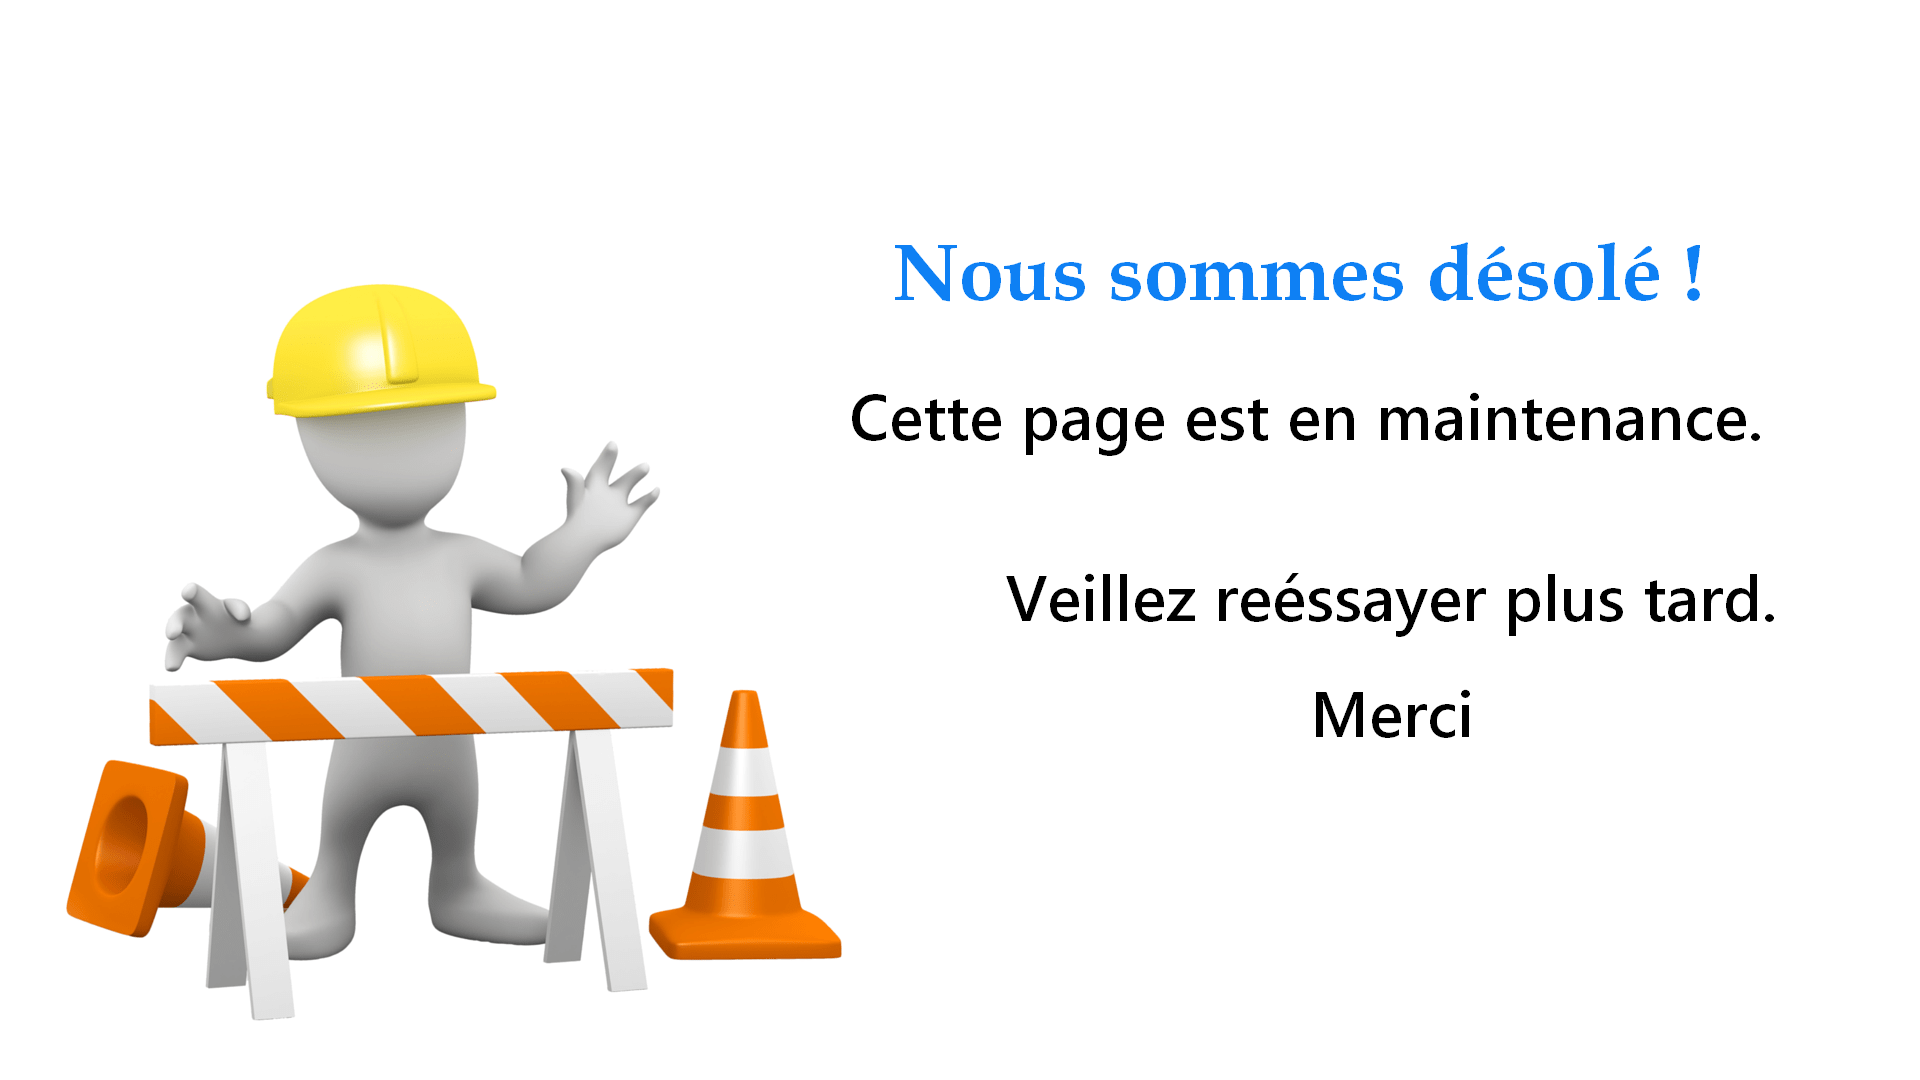 Nous sommes désolé !
Cette page est en maintenance.
Veillez reéssayer plus tard.
Merci